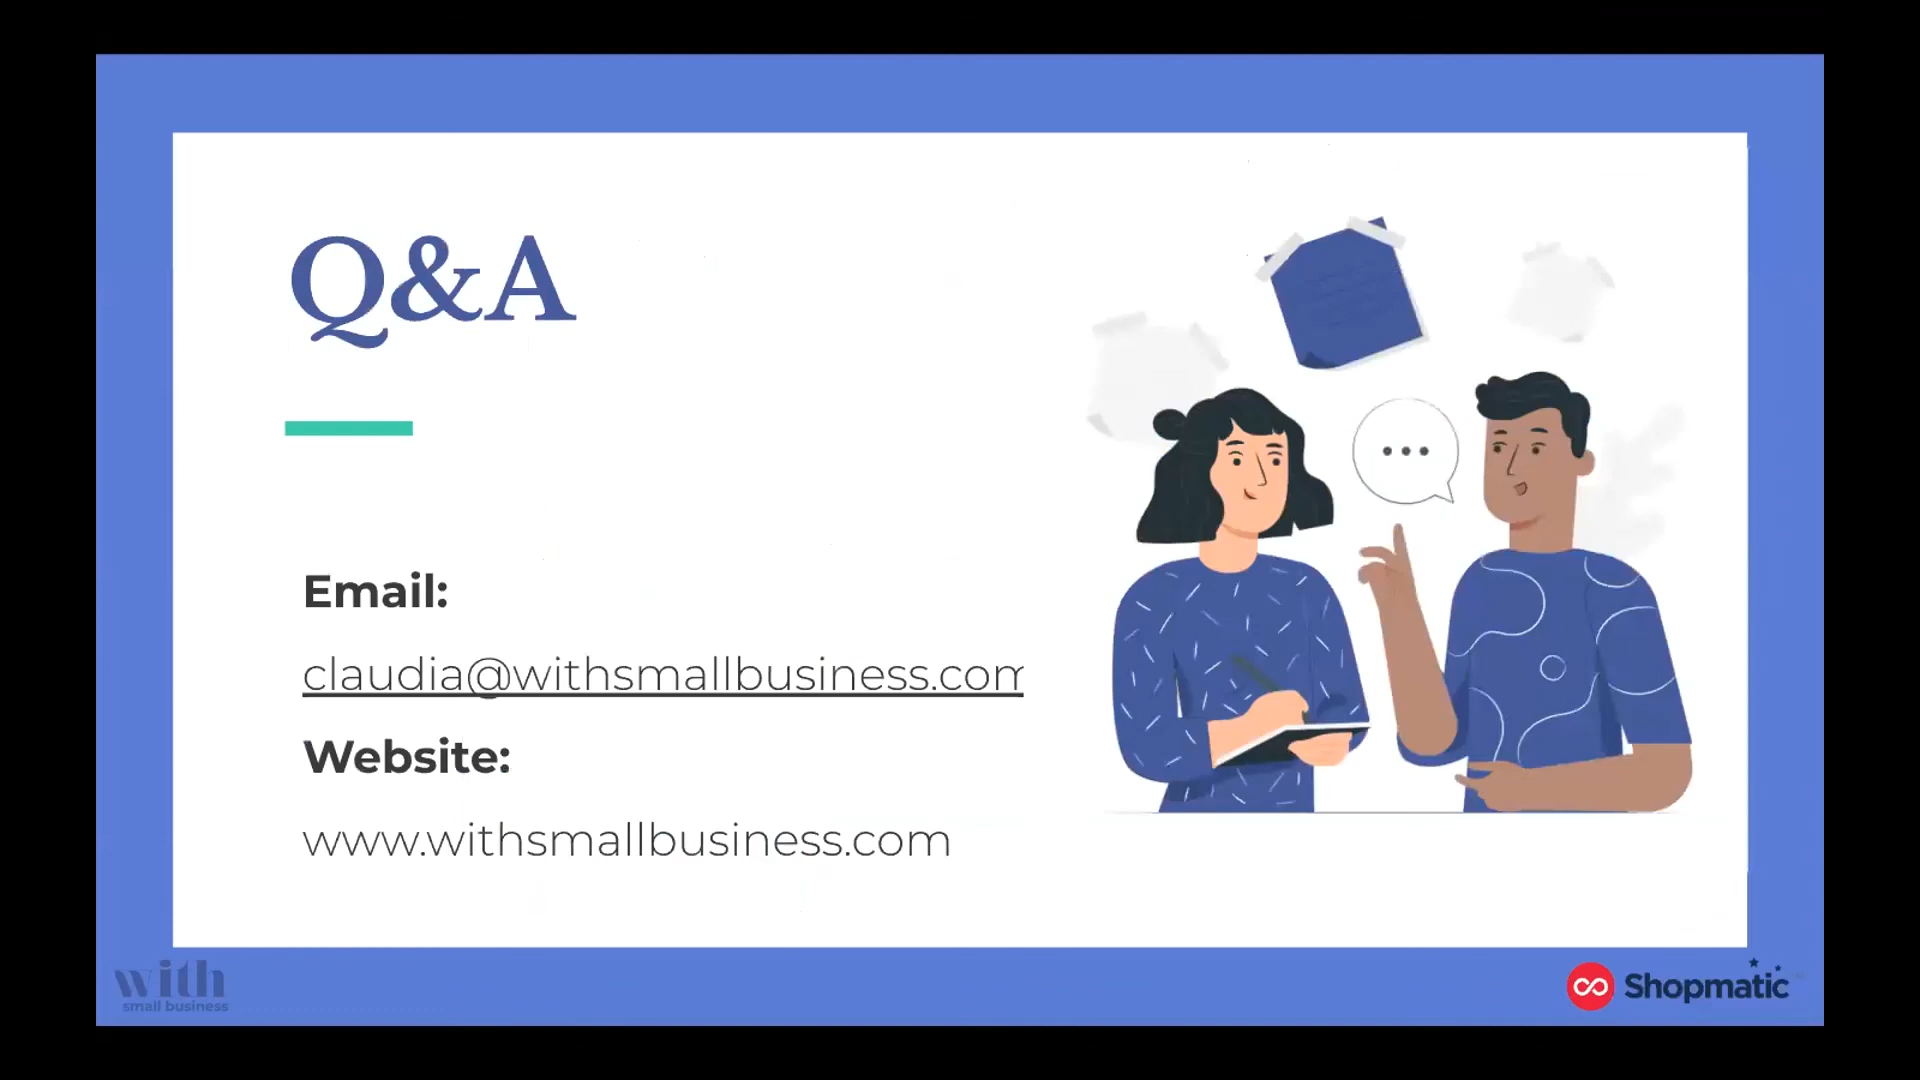 Q&A
Email:
claudia@withsmallbusiness.com
Website:
www.withsmallbusiness.com
with
small business
Shopmatic